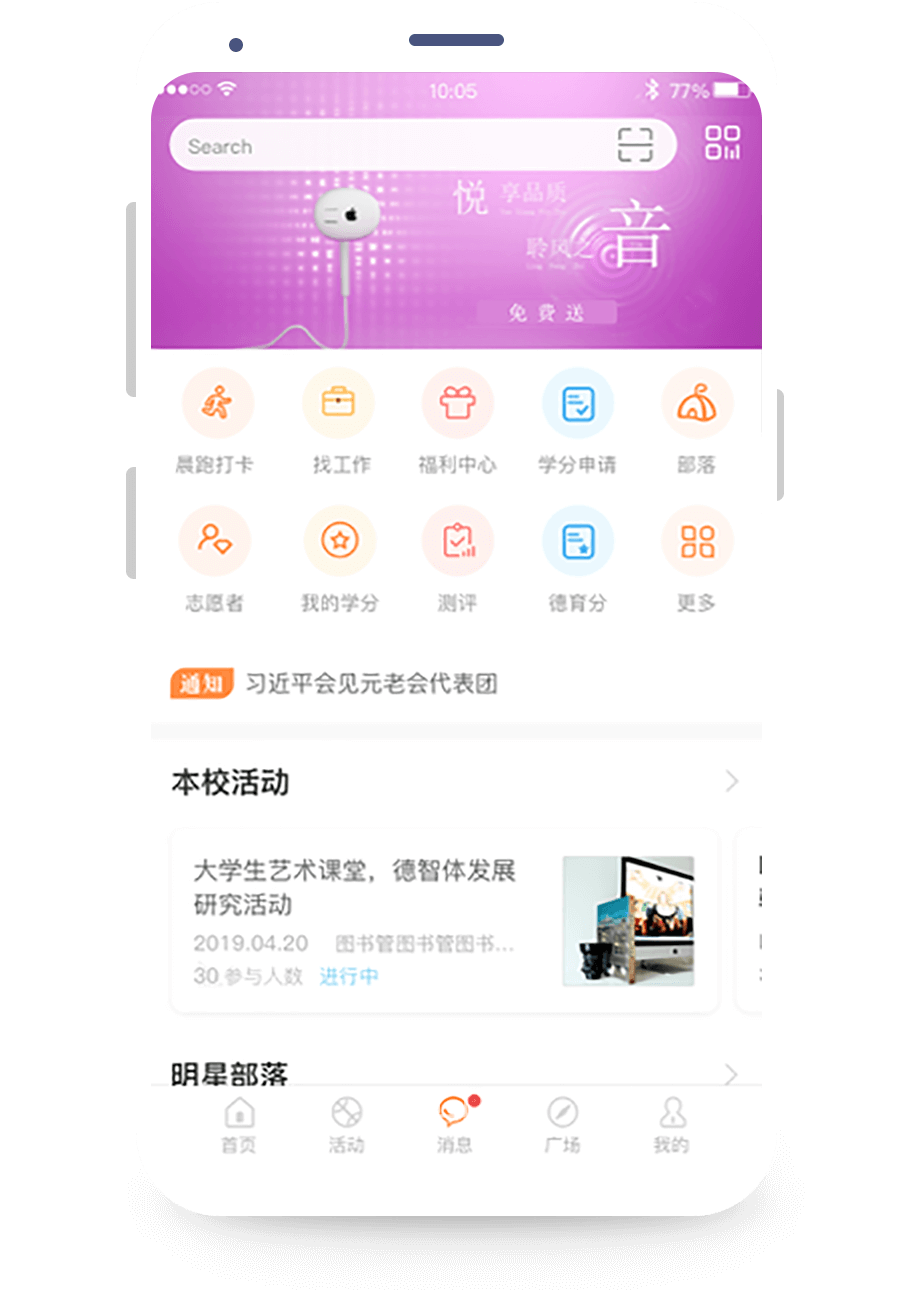 10:05
77%
Search
悦 享品质
聆风之 音
免费送
晨跑打卡 找工作 福利中心 学分申请 部落
志愿者 我的学分 测评 德育分 更多
通知 习近平会见元老会代表团
本校活动
大学生艺术课堂，德智体发展
研究活动
2019.04.20 图书管图书管图书...
30 参与人数 进行中
明星部落
首页 活动 消息 广场 我的